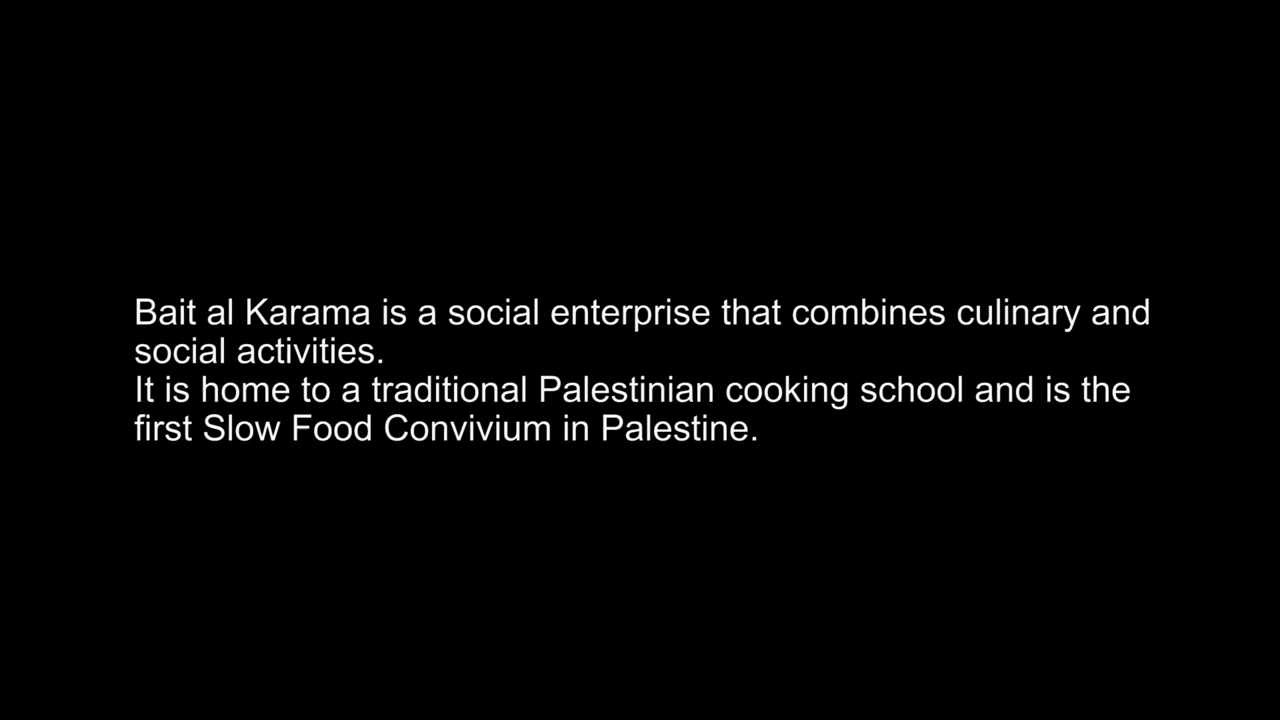 Bait al Karama is a social enterprise that combines culinary and
social activities.
It is home to a traditional Palestinian cooking school and is the
first Slow Food Convivium in Palestine.